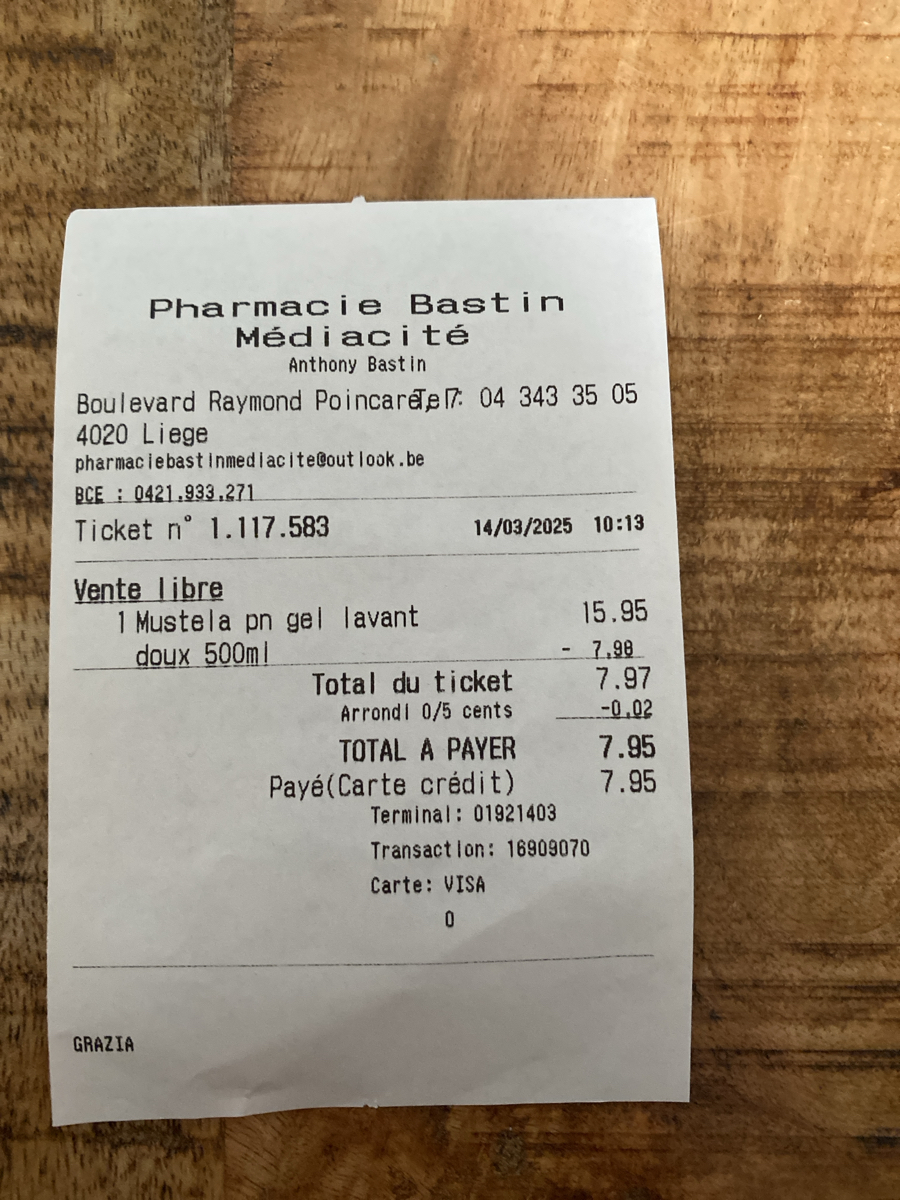 Pharmacie Bastin
Médiacité
Anthony Bastin
Boulevard Raymond Poincaré, 7 Tel: 04 343 35 05
4020 Liege
pharmaciebastinmediacite@outlook.be
BCE : 0421.933.271
Ticket n° 1.117.583 14/03/2025 10:13
Vente libre
1 Mustela pn gel lavant 15.95
doux 500ml - 7.98
Total du ticket 7.97
Arrondi 0/5 cents -0.02
TOTAL A PAYER 7.95
Payé(Carte crédit) 7.95
Terminal: 01921403
Transaction: 16909070
Carte: VISA
0
GRAZIA